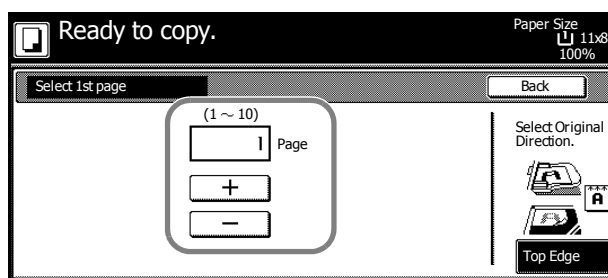 Ready to copy.
Paper Size
11x8
100%
Select 1st page
Back
(1 ~ 10)
1 Page
+
−
Select Original
Direction.
A
Top Edge